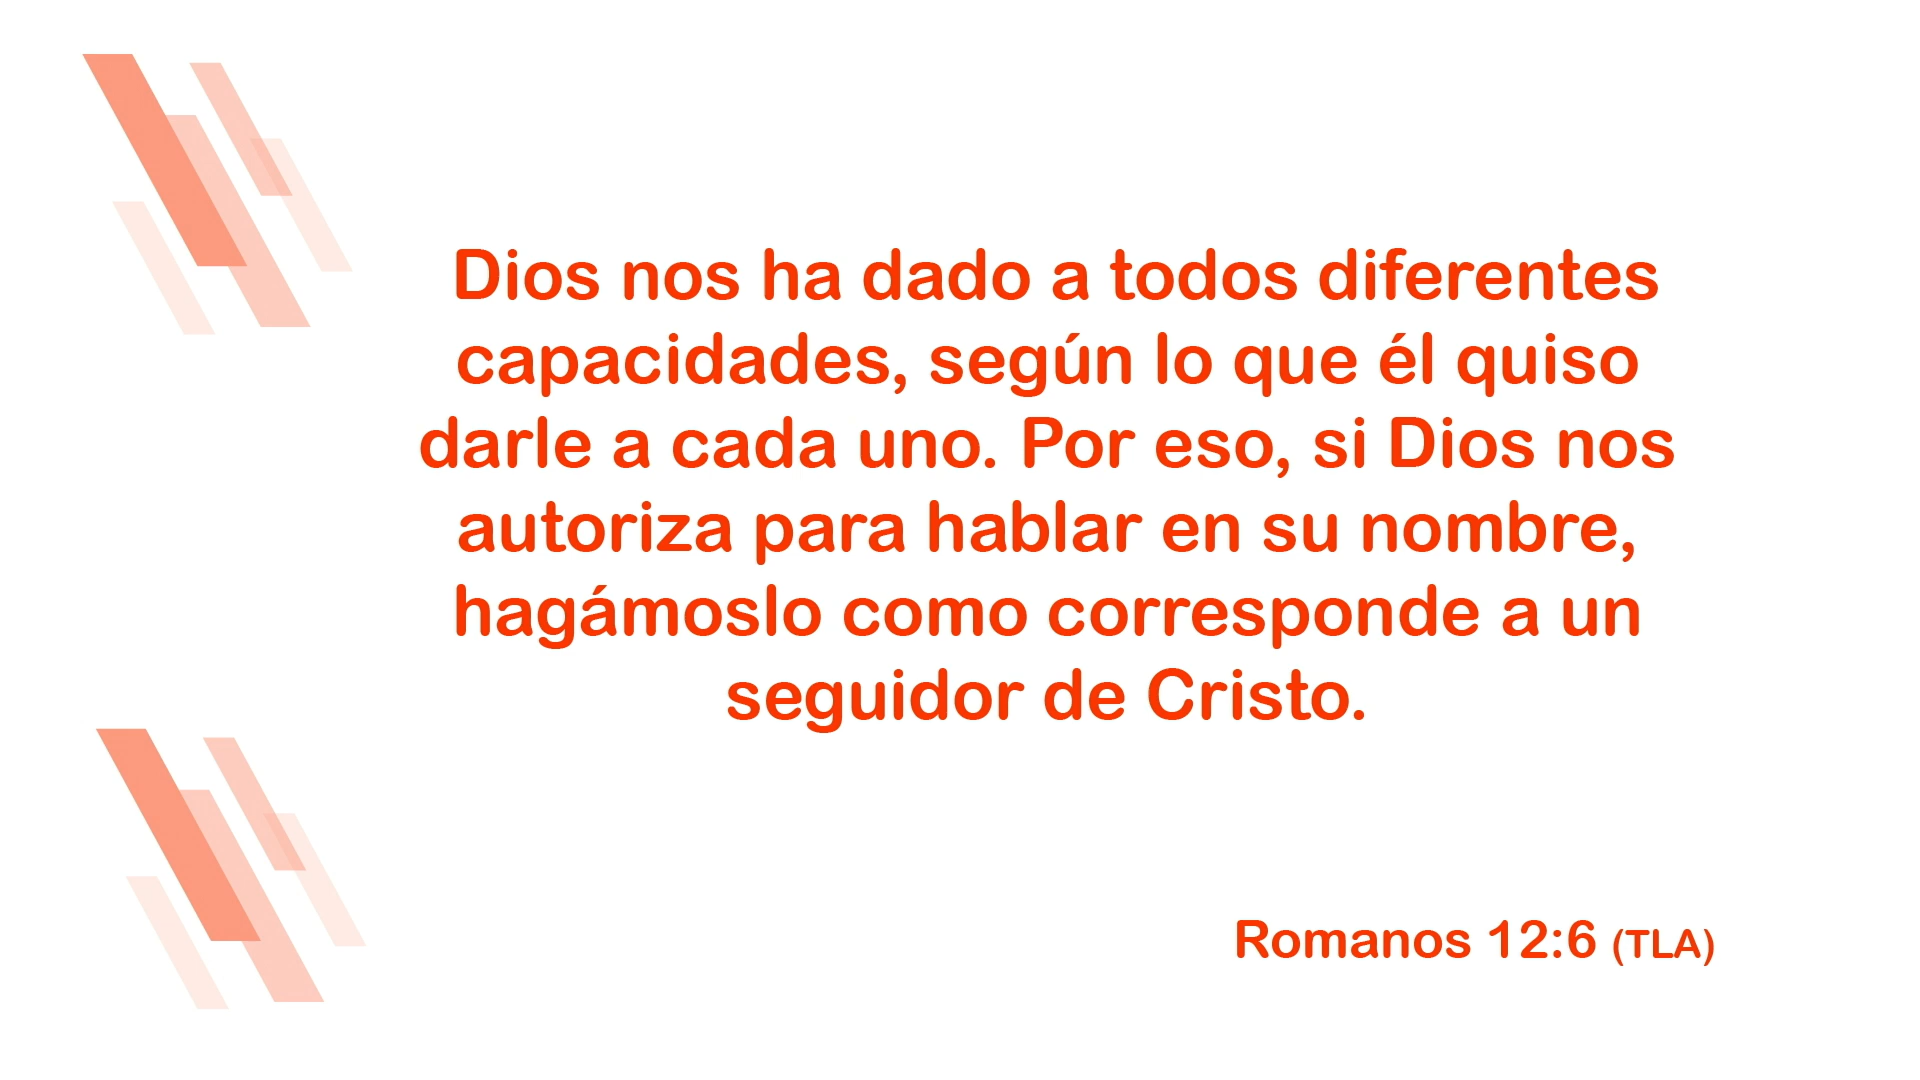 Dios nos ha dado a todos diferentes
capacidades, según lo que él quiso
darle a cada uno. Por eso, si Dios nos
autoriza para hablar en su nombre,
hagámoslo como corresponde a un
seguidor de Cristo.
Romanos 12:6 (TLA)